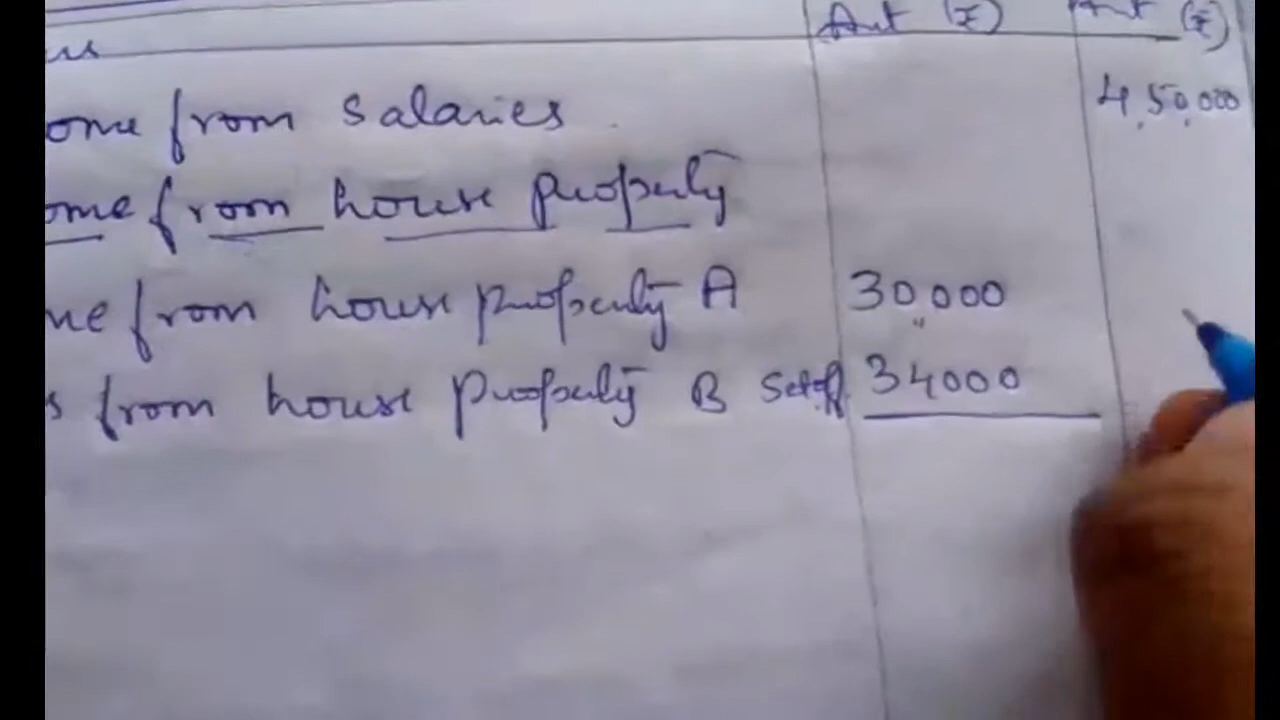 Amt (₹) Amt (₹)
ome from salaries 4,50,000
ome from house property
me from house property A 30,000
s from house property B Setoff 34000